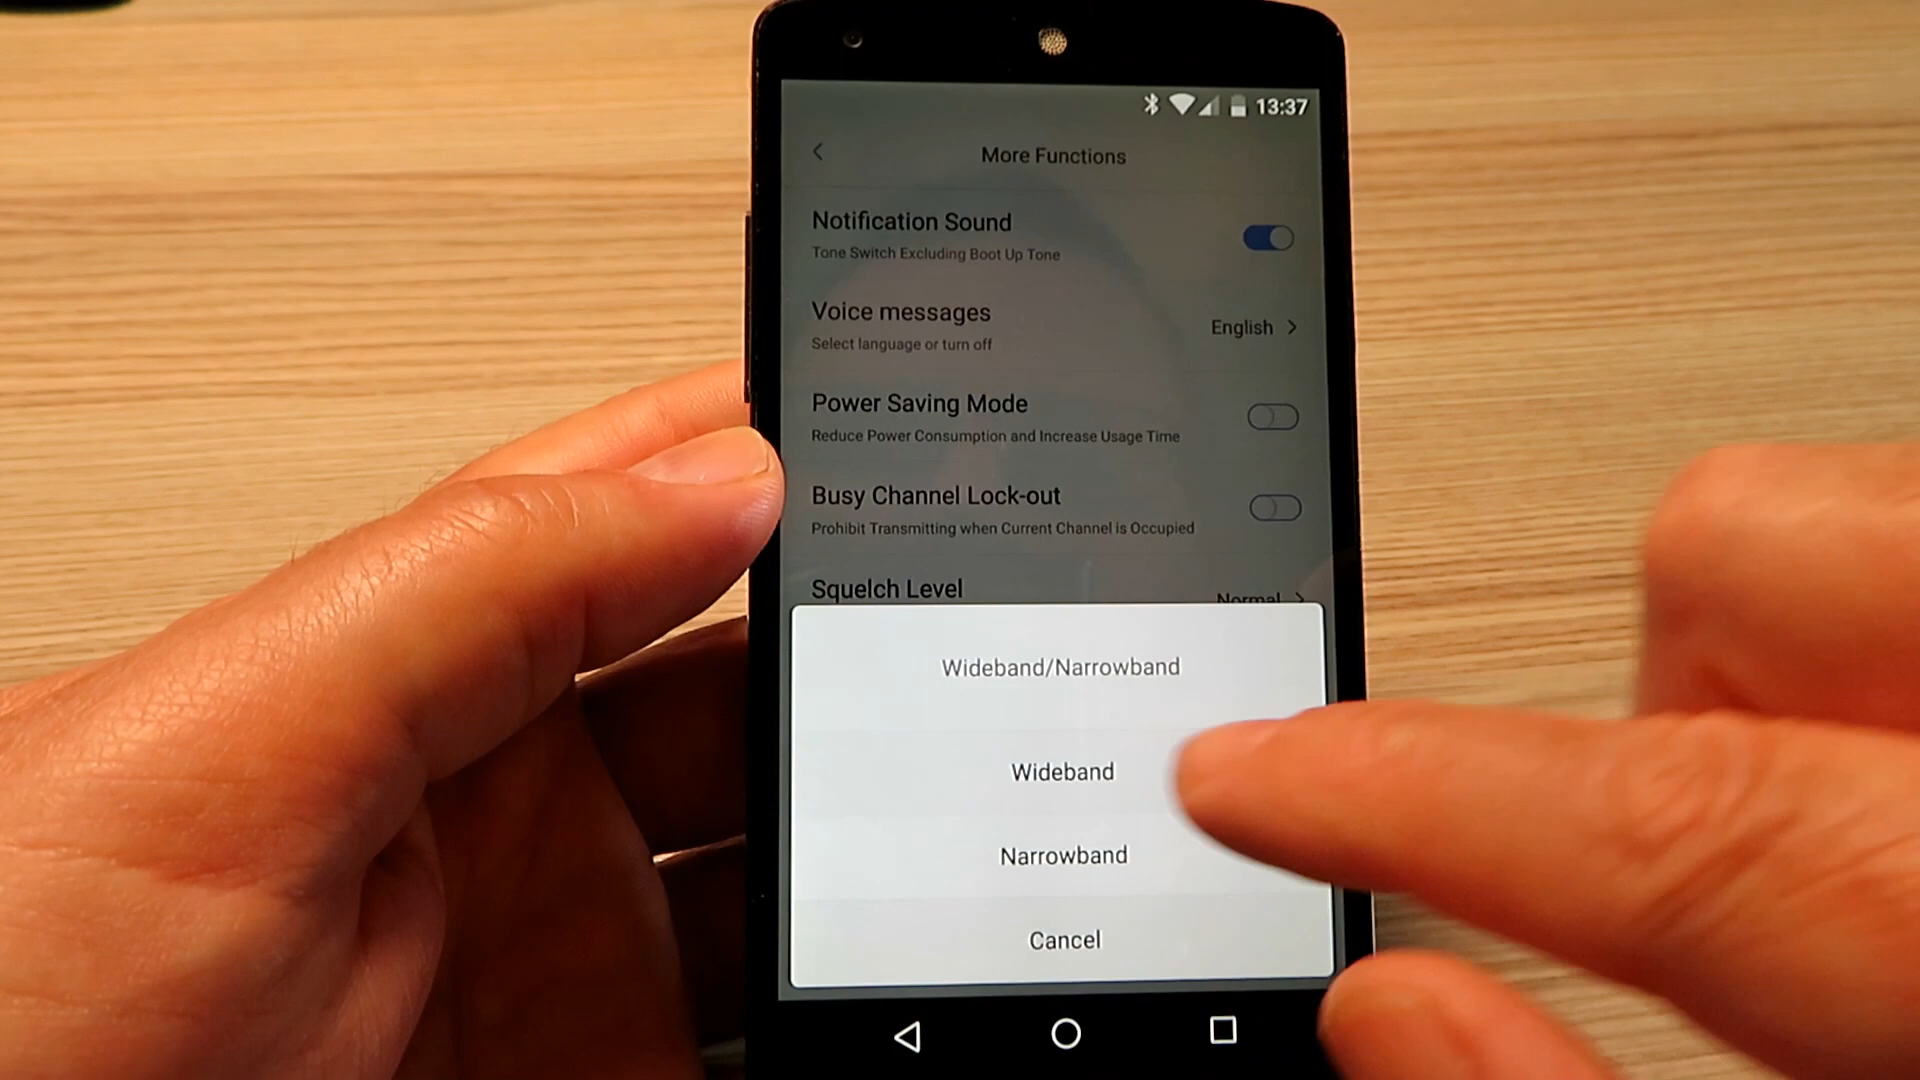 13:37
More Functions
Notification Sound
Tone Switch Excluding Boot Up Tone
Voice messages
English
Select language or turn off
Power Saving Mode
Reduce Power Consumption and Increase Usage Time
Busy Channel Lock-out
Prohibit Transmitting when Current Channel is Occupied
Squelch Level
Normal
Wideband/Narrowband
Wideband
Narrowband
Cancel